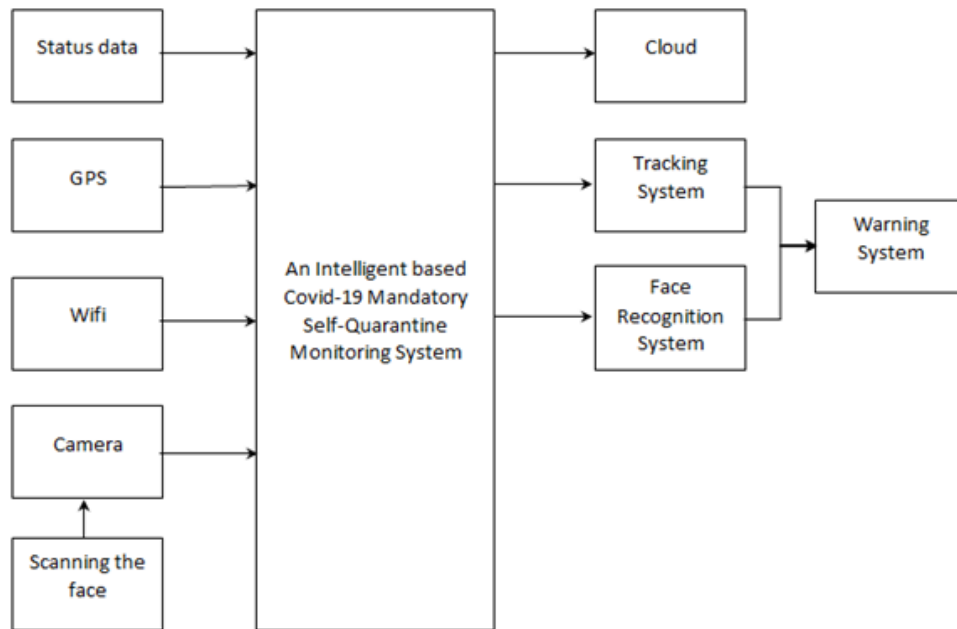 Status data
GPS
Wifi
Camera
Scanning the
face
An Intelligent based
Covid-19 Mandatory
Self-Quarantine
Monitoring System
Cloud
Tracking
System
Face
Recognition
System
Warning
System